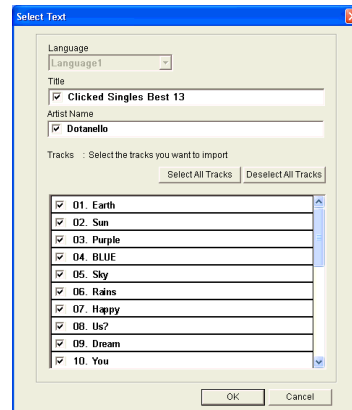 Select Text
Language
Language1
Title
Clicked Singles Best 13
Artist Name
Dotanello
Tracks : Select the tracks you want to import
Select All Tracks Deselect All Tracks
01. Earth
02. Sun
03. Purple
04. BLUE
05. Sky
06. Rains
07. Happy
08. Us?
09. Dream
10. You
OK Cancel